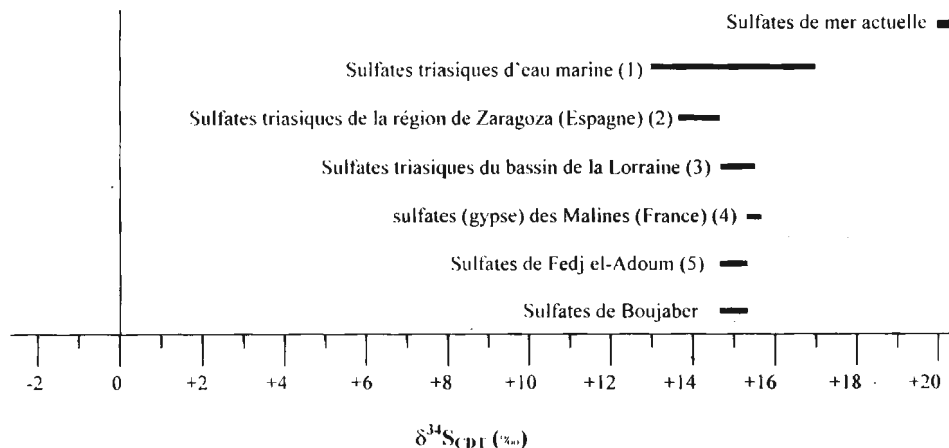 Sulfates de mer actuelle
Sulfates triasiques d'eau marine (1)
Sulfates triasiques de la région de Zaragoza (Espagne) (2)
Sulfates triasiques du bassin de la Lorraine (3)
sulfates (gypse) des Malines (France) (4)
Sulfates de Fedj el-Adoum (5)
Sulfates de Boujaber
-2 0 +2 +4 +6 +8 +10 +12 +14 +16 +18 +20
δ³⁴S_CDT (‰)